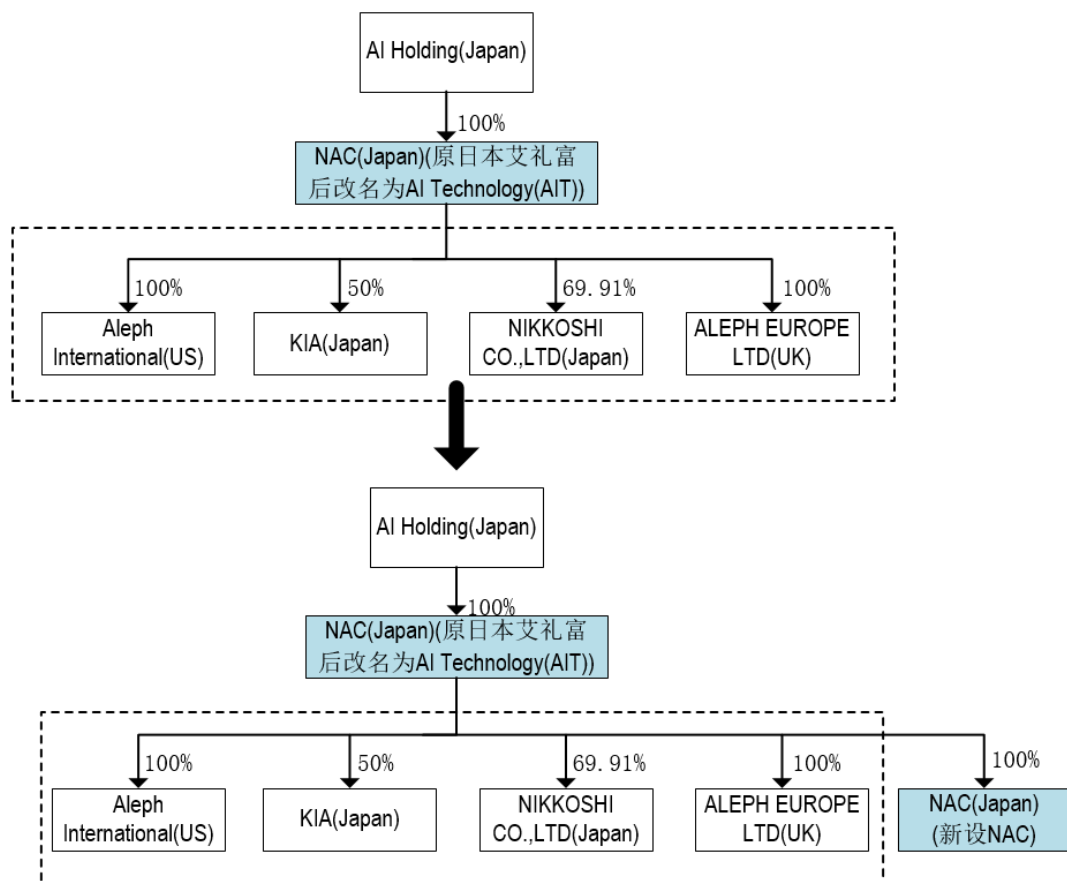 AI Holding(Japan)
100%
NAC(Japan)(原日本艾礼富
后改名为AI Technology(AIT))
100%
50%
69.91%
100%
Aleph
International(US)
KIA(Japan)
NIKKOSHI
CO.,LTD(Japan)
ALEPH EUROPE
LTD(UK)
AI Holding(Japan)
100%
NAC(Japan)(原日本艾礼富
后改名为AI Technology(AIT))
100%
50%
69.91%
100%
100%
Aleph
International(US)
KIA(Japan)
NIKKOSHI
CO.,LTD(Japan)
ALEPH EUROPE
LTD(UK)
NAC(Japan)
(新设NAC)